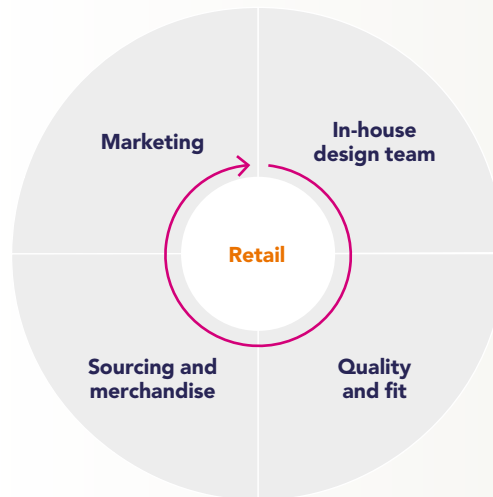 Marketing
In-house
design team
Retail
Sourcing and
merchandise
Quality
and fit